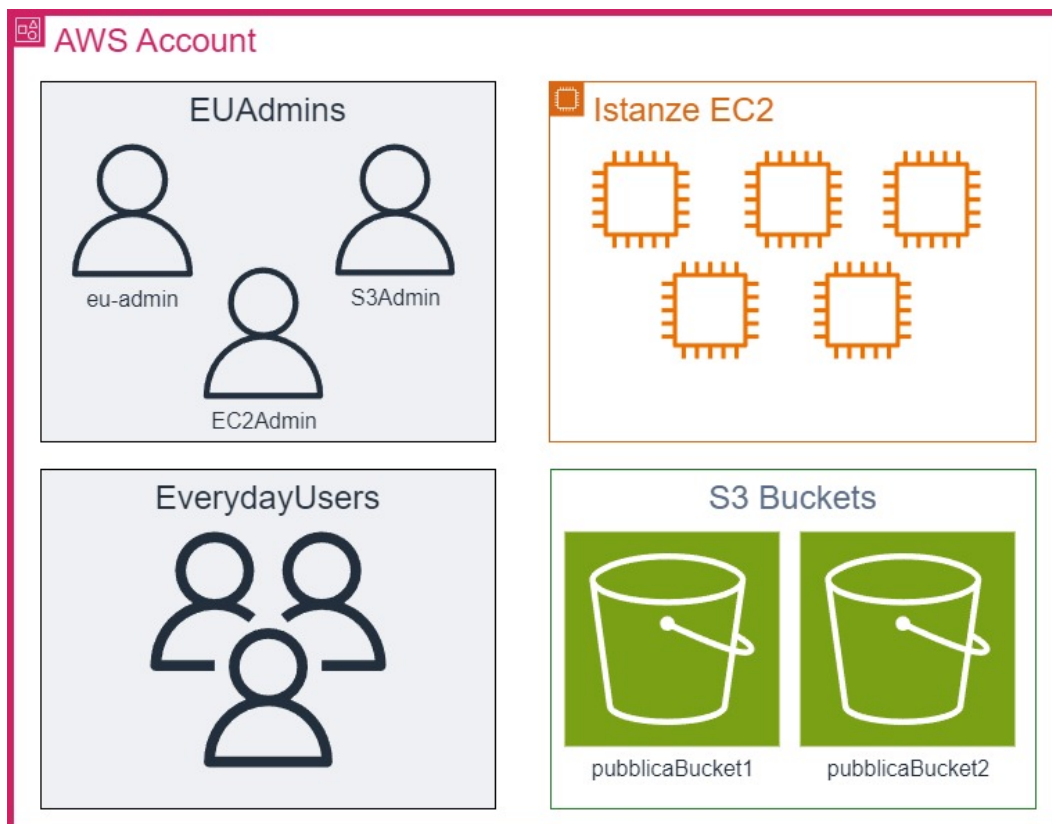 AWS Account
EUAdmins
eu-admin
S3Admin
EC2Admin
Istanze EC2
EverydayUsers
S3 Buckets
pubblicaBucket1
pubblicaBucket2